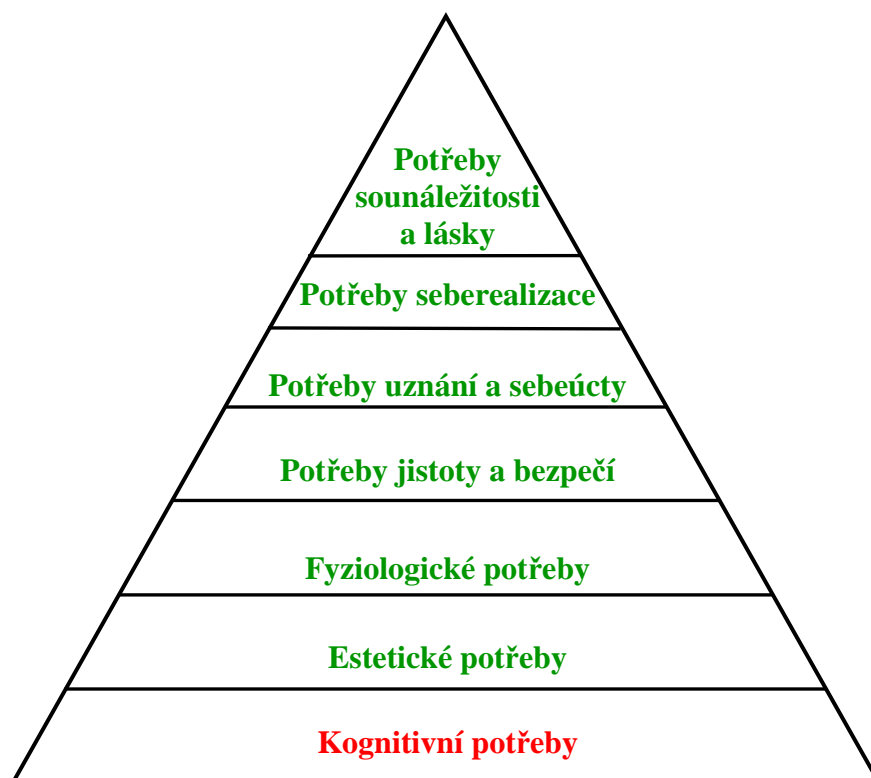 Potřeby
sounáležitosti
a lásky
Potřeby seberealizace
Potřeby uznání a sebeúcty
Potřeby jistoty a bezpečí
Fyziologické potřeby
Estetické potřeby
Kognitivní potřeby